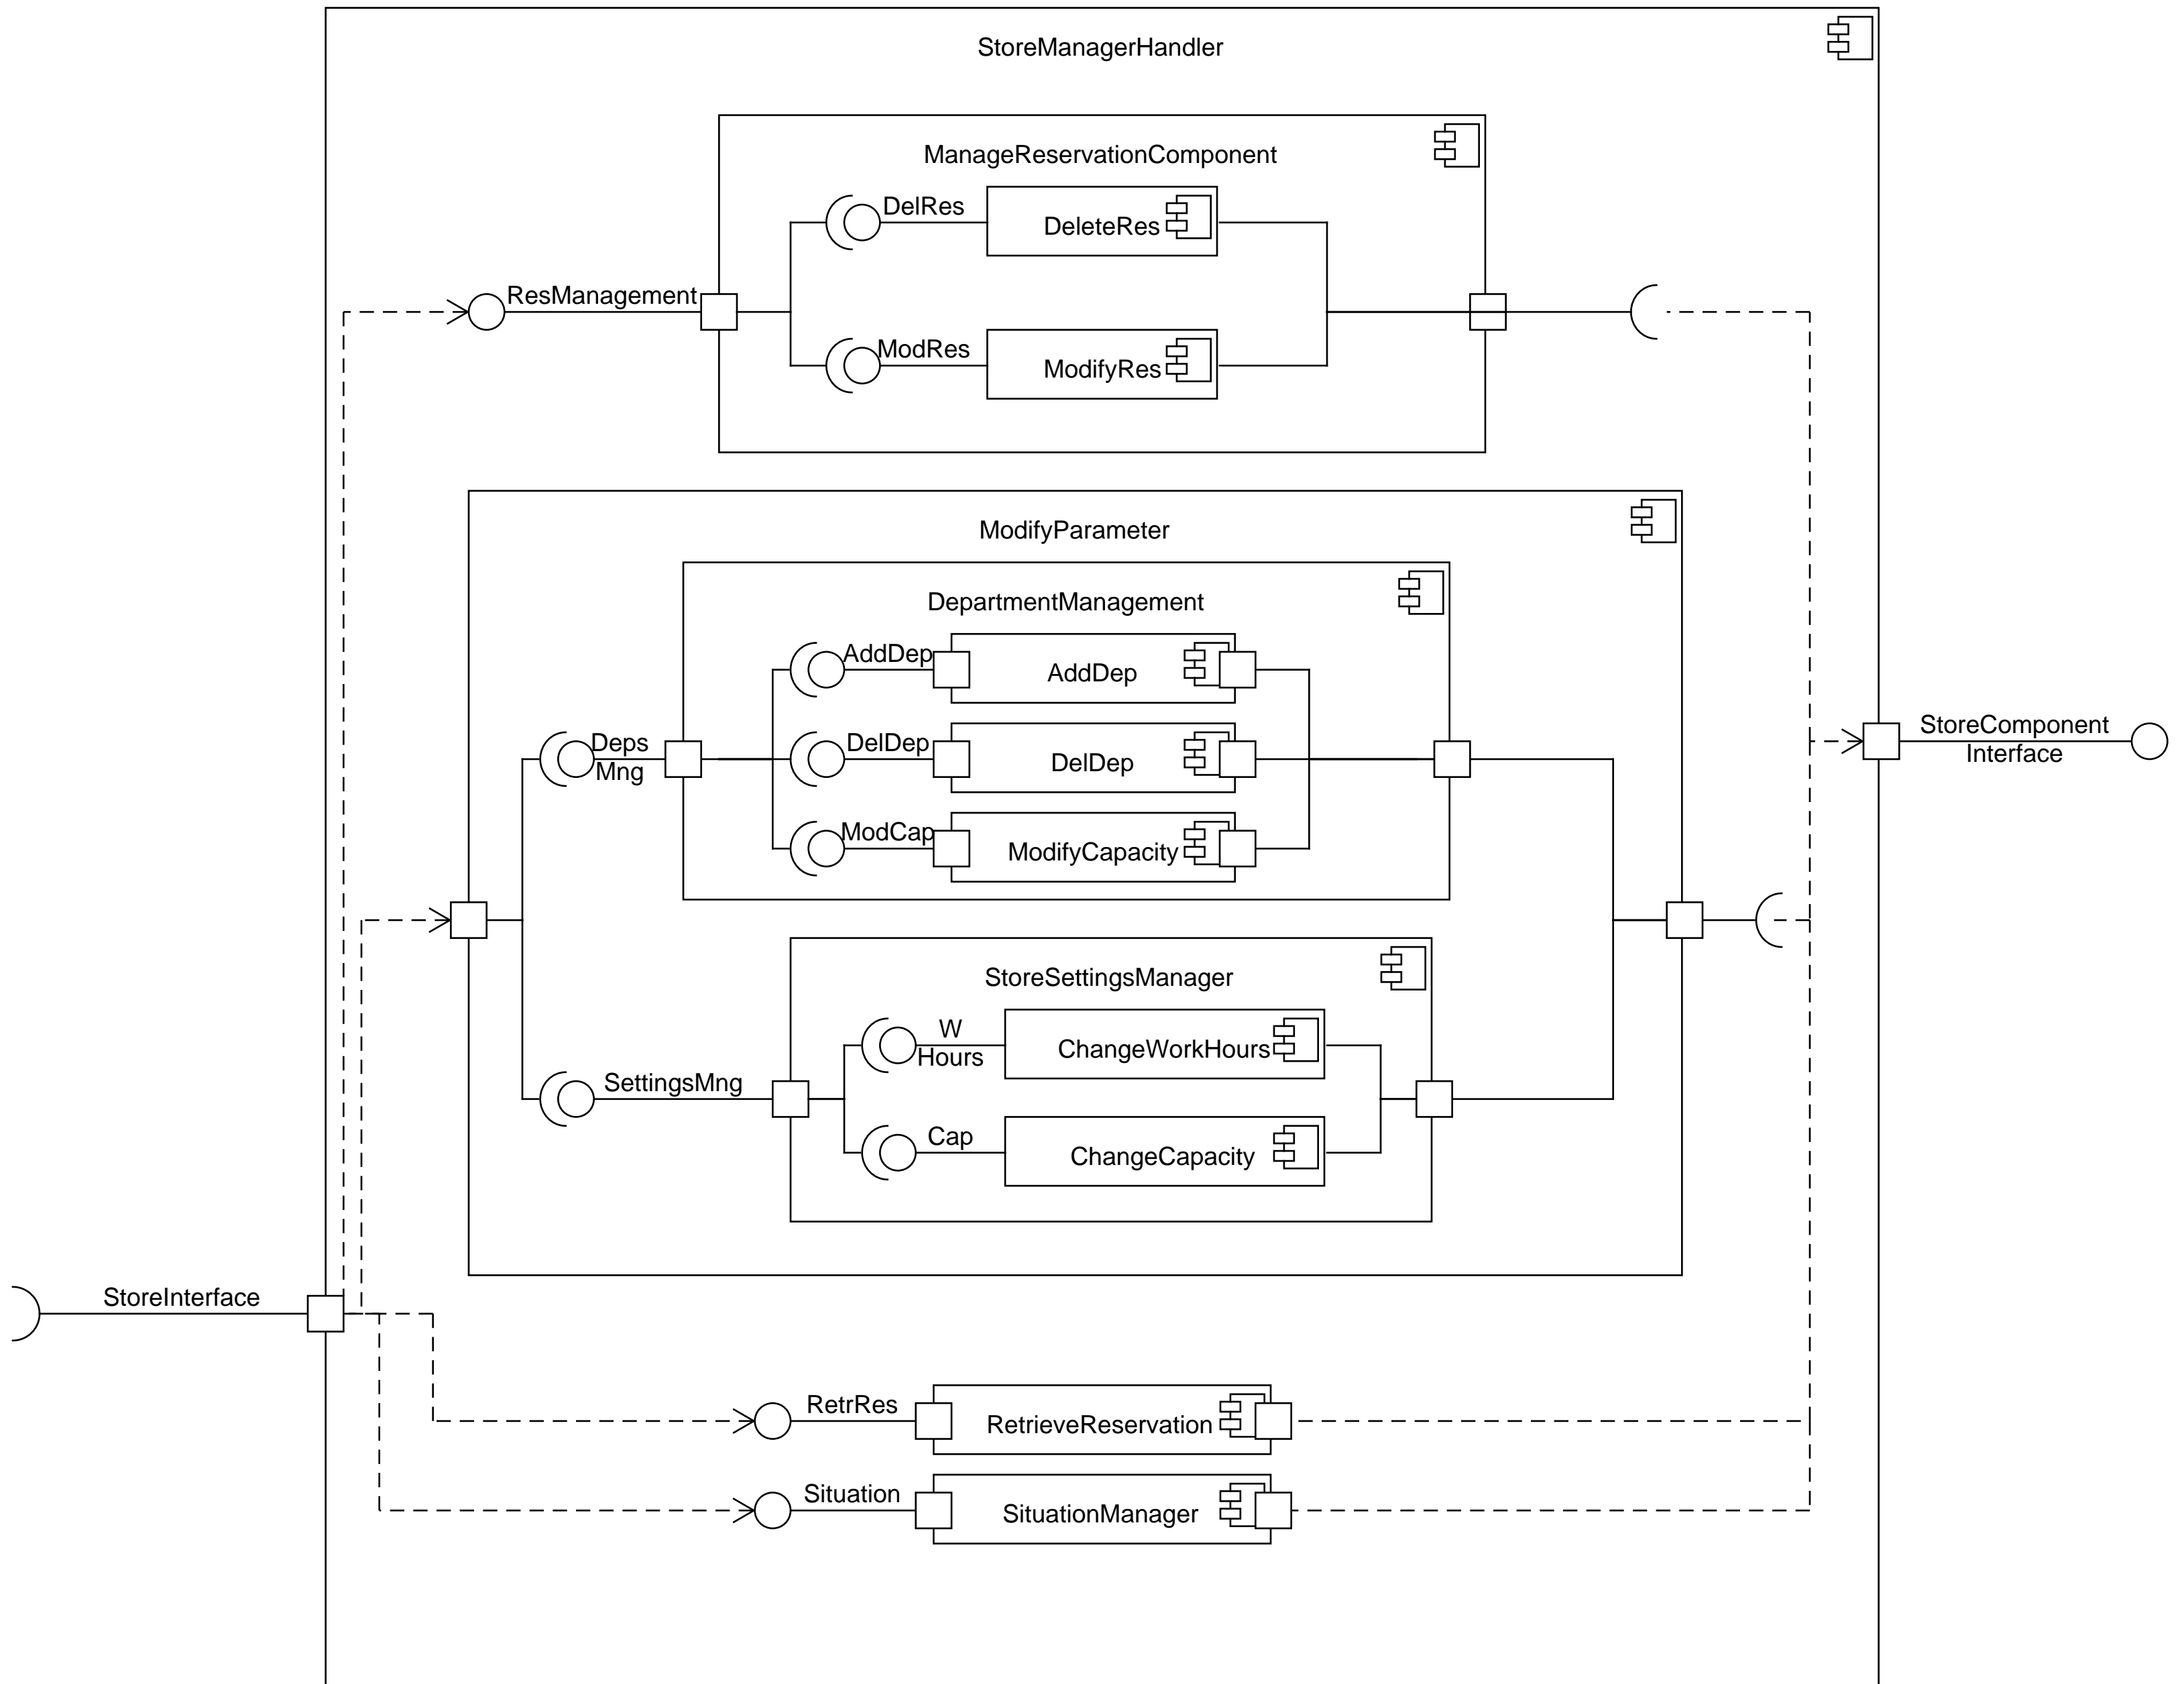 StoreManagerHandler
ManageReservationComponent
DelRes
DeleteRes
ResManagement
ModRes
ModifyRes
ModifyParameter
DepartmentManagement
AddDep
AddDep
Deps
Mng
DelDep
DelDep
StoreComponent
Interface
ModCap
ModifyCapacity
StoreSettingsManager
W
Hours
ChangeWorkHours
SettingsMng
Cap
ChangeCapacity
StoreInterface
RetrRes
RetrieveReservation
Situation
SituationManager